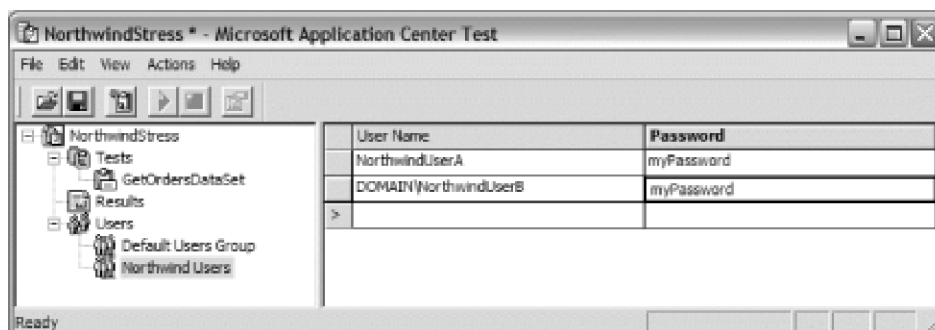 NorthwindStress * - Microsoft Application Center Test
File Edit View Actions Help
NorthwindStress
Tests
GetOrdersDataSet
Results
Users
Default Users Group
Northwind Users
User Name Password
NorthwindUserA myPassword
DOMAIN\NorthwindUserB myPassword
>
Ready